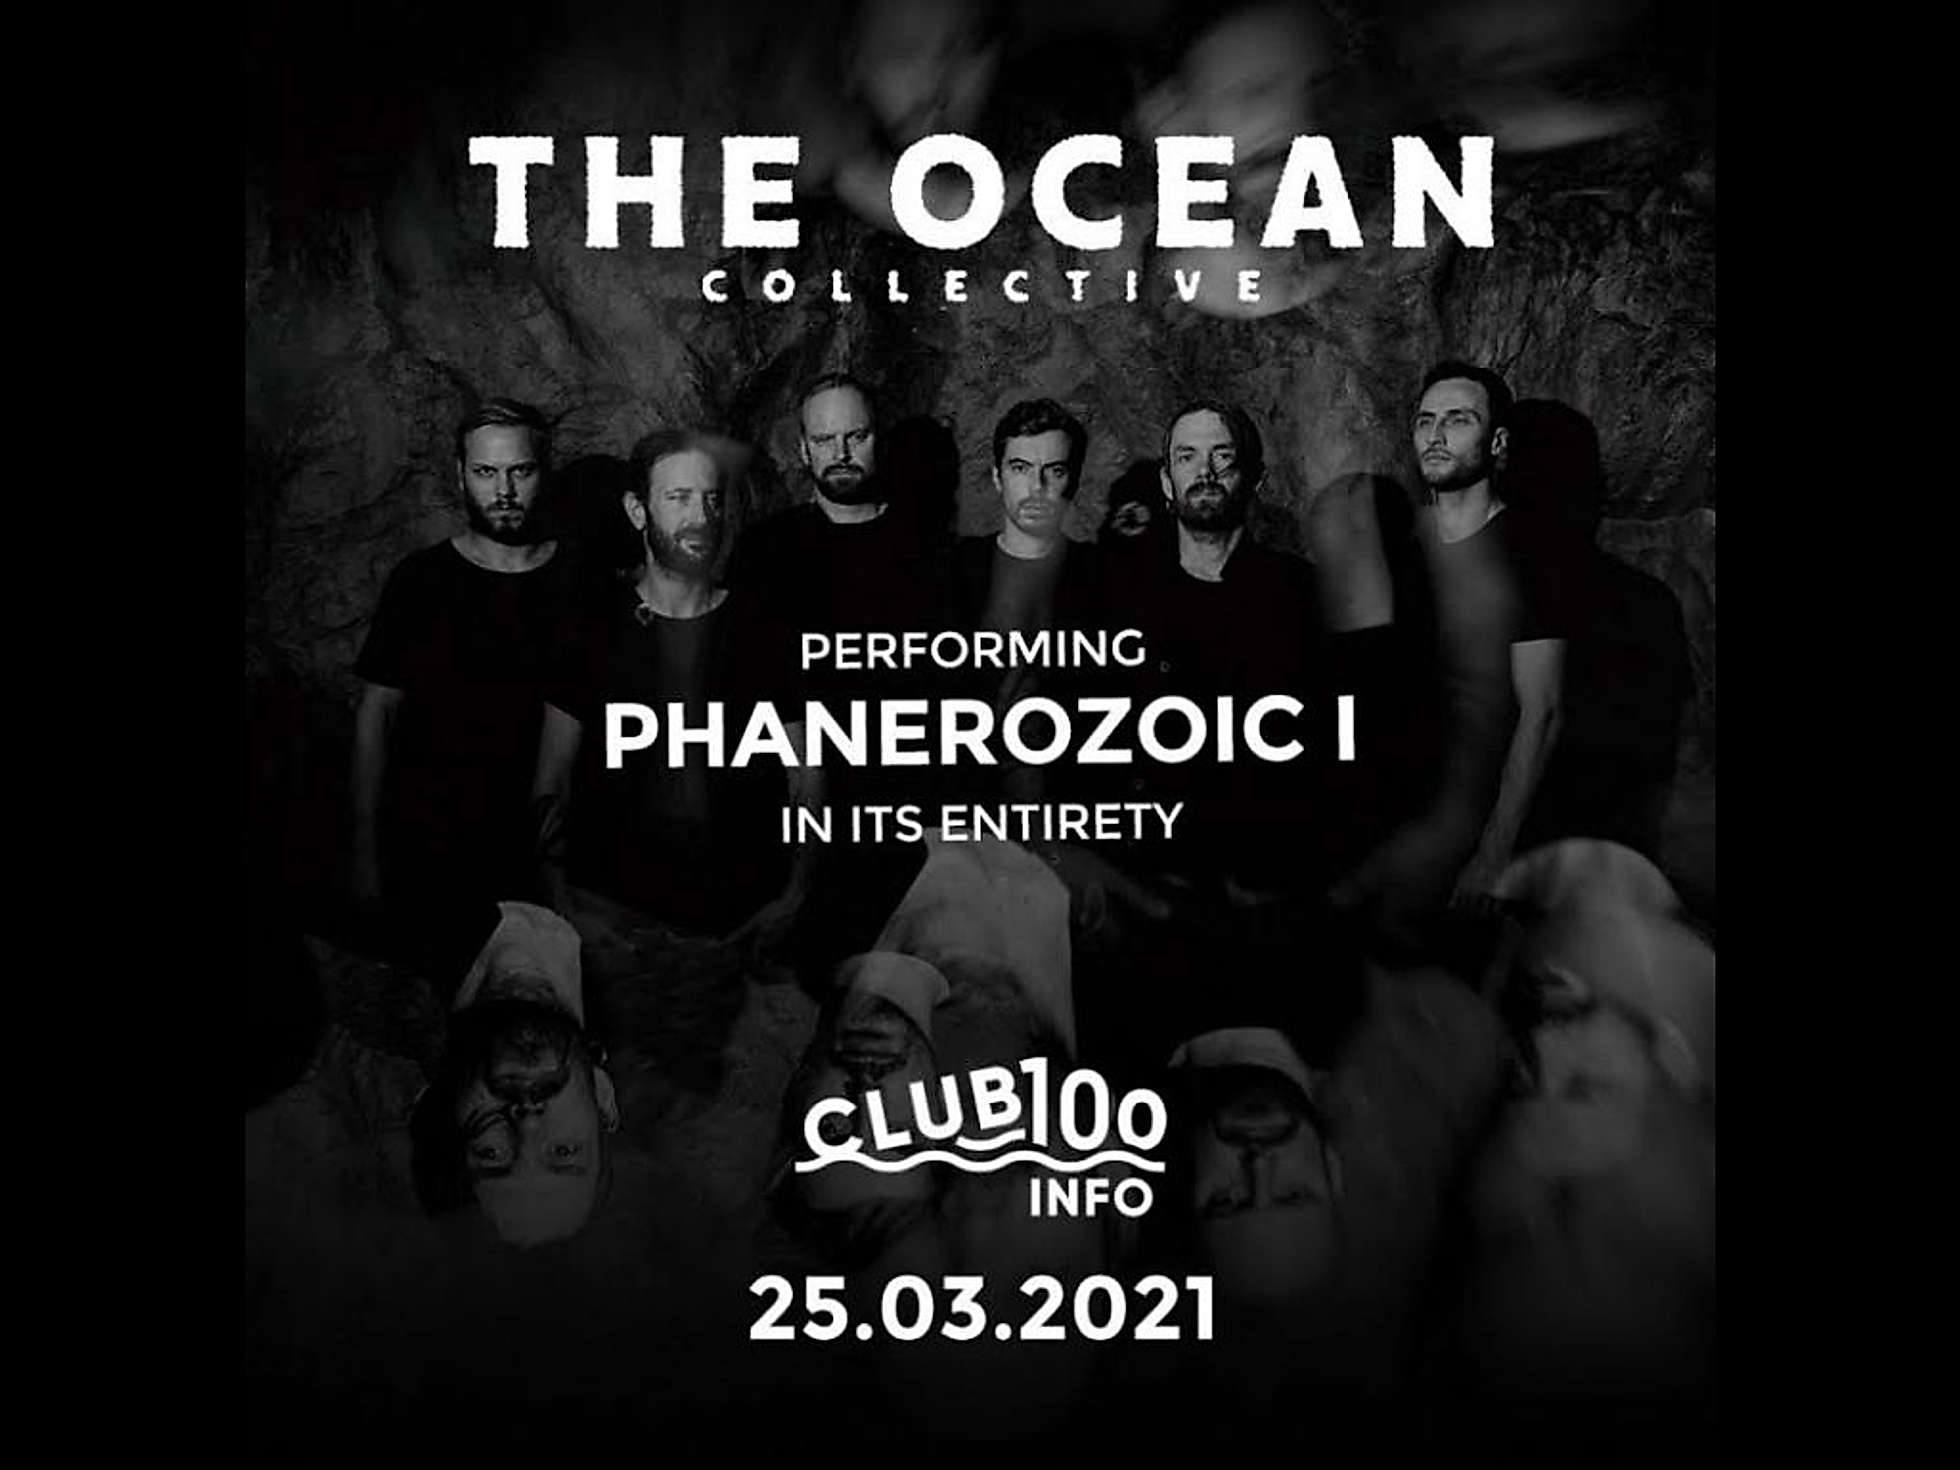 THE OCEAN
COLLECTIVE
PERFORMING
PHANEROZOIC I
IN ITS ENTIRETY
CLUB100
INFO
25.03.2021